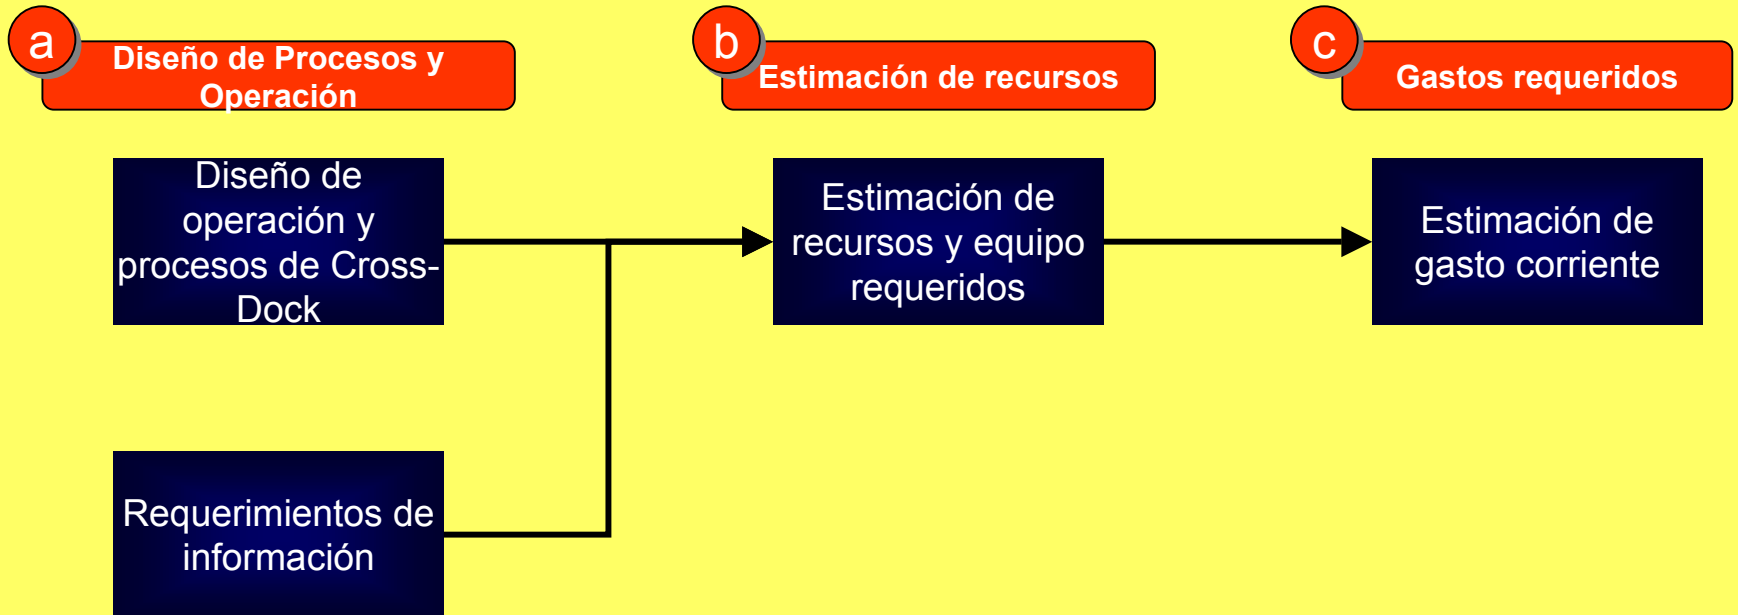 a
Diseño de Procesos y
Operación
b
Estimación de recursos
c
Gastos requeridos
Diseño de
operación y
procesos de Cross-
Dock
Estimación de
recursos y equipo
requeridos
Estimación de
gasto corriente
Requerimientos de
información